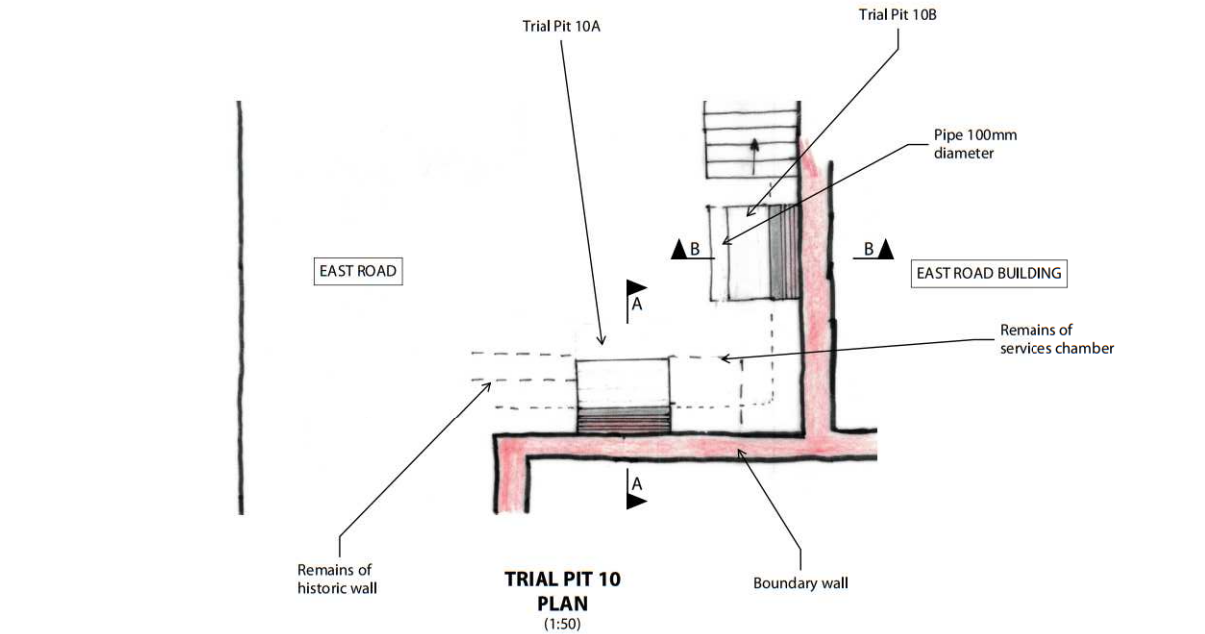 Trial Pit 10A
Trial Pit 10B
Pipe 100mm
diameter
B
B
EAST ROAD
EAST ROAD BUILDING
A
Remains of
services chamber
A
Remains of
historic wall
TRIAL PIT 10
PLAN
(1:50)
Boundary wall